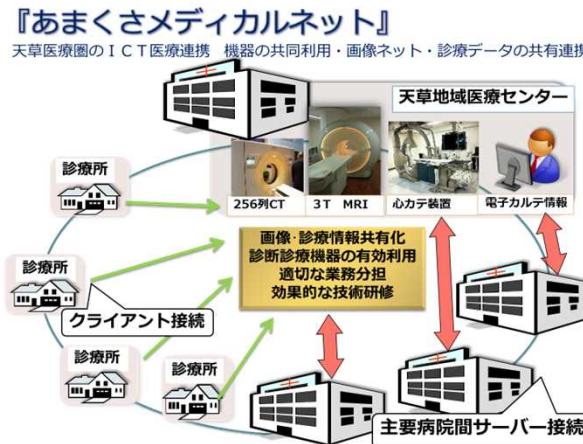 『あまくさメディカルネット』
天草医療圏のＩＣＴ医療連携　機器の共同利用・画像ネット・診療データの共有連携
天草地域医療センター
256列CT
3T MRI
心カテ装置
電子カルテ情報
診療所
画像・診療情報共有化
診断診療機器の有効利用
適切な業務分担
効果的な技術研修
診療所
クライアント接続
診療所
診療所
主要病院間サーバー接続